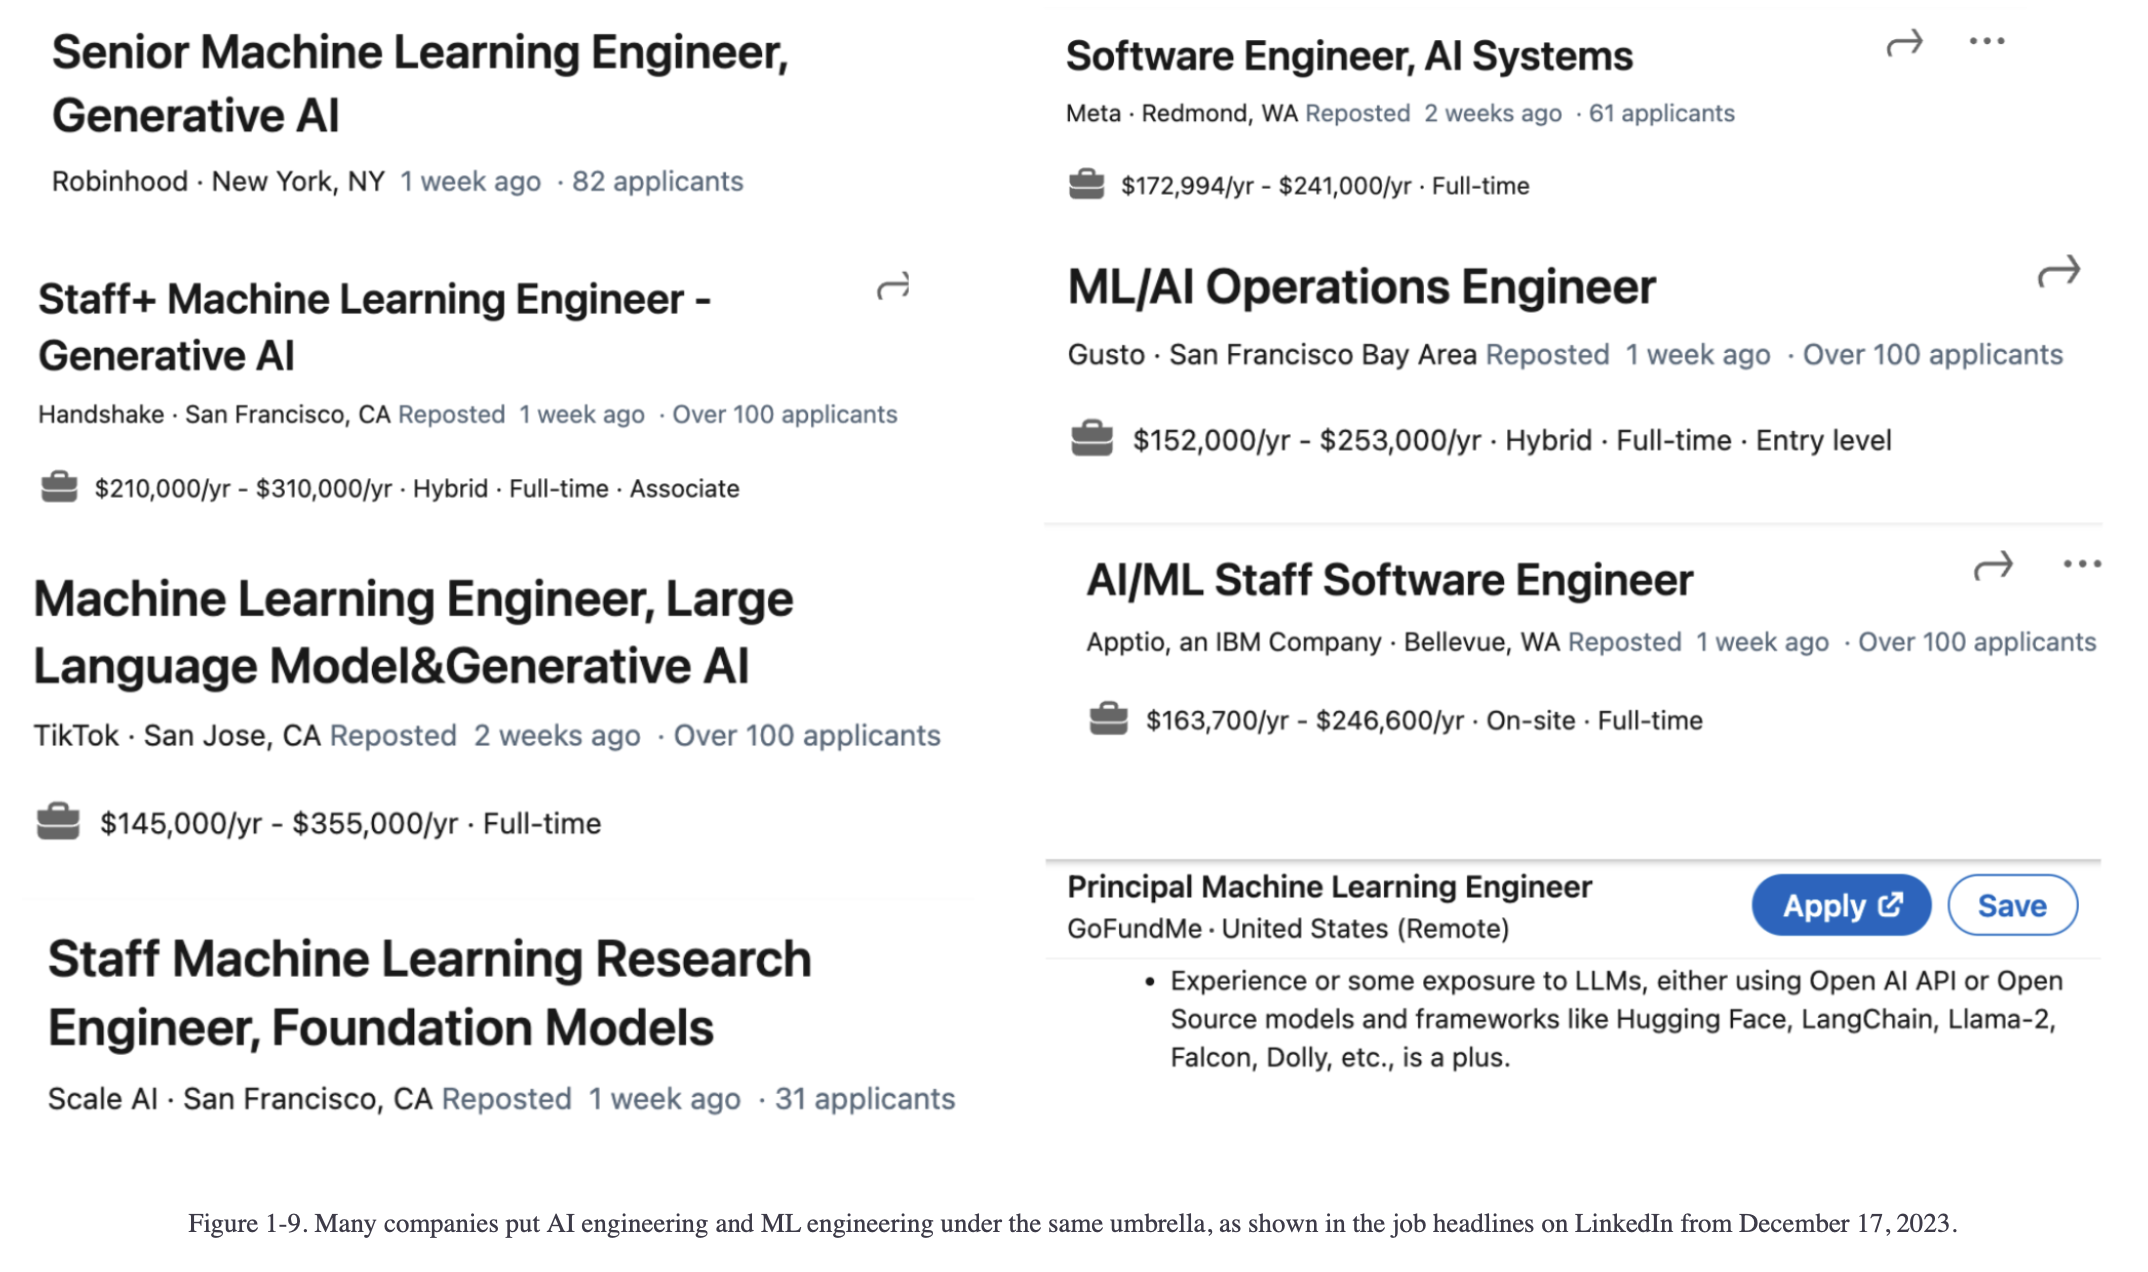 Senior Machine Learning Engineer,
Generative AI
Robinhood · New York, NY 1 week ago · 82 applicants
Staff+ Machine Learning Engineer -
Generative AI
Handshake · San Francisco, CA Reposted 1 week ago · Over 100 applicants
$210,000/yr - $310,000/yr · Hybrid · Full-time · Associate
Machine Learning Engineer, Large
Language Model&Generative AI
TikTok · San Jose, CA Reposted 2 weeks ago · Over 100 applicants
$145,000/yr - $355,000/yr · Full-time
Staff Machine Learning Research
Engineer, Foundation Models
Scale AI · San Francisco, CA Reposted 1 week ago · 31 applicants
Software Engineer, AI Systems
Meta · Redmond, WA Reposted 2 weeks ago · 61 applicants
$172,994/yr - $241,000/yr · Full-time
ML/AI Operations Engineer
Gusto · San Francisco Bay Area Reposted 1 week ago · Over 100 applicants
$152,000/yr - $253,000/yr · Hybrid · Full-time · Entry level
AI/ML Staff Software Engineer
Apptio, an IBM Company · Bellevue, WA Reposted 1 week ago · Over 100 applicants
$163,700/yr - $246,600/yr · On-site · Full-time
Principal Machine Learning Engineer
GoFundMe · United States (Remote)
Apply
Save
• Experience or some exposure to LLMs, either using Open AI API or Open
Source models and frameworks like Hugging Face, LangChain, Llama-2,
Falcon, Dolly, etc., is a plus.
Figure 1-9. Many companies put AI engineering and ML engineering under the same umbrella, as shown in the job headlines on LinkedIn from December 17, 2023.